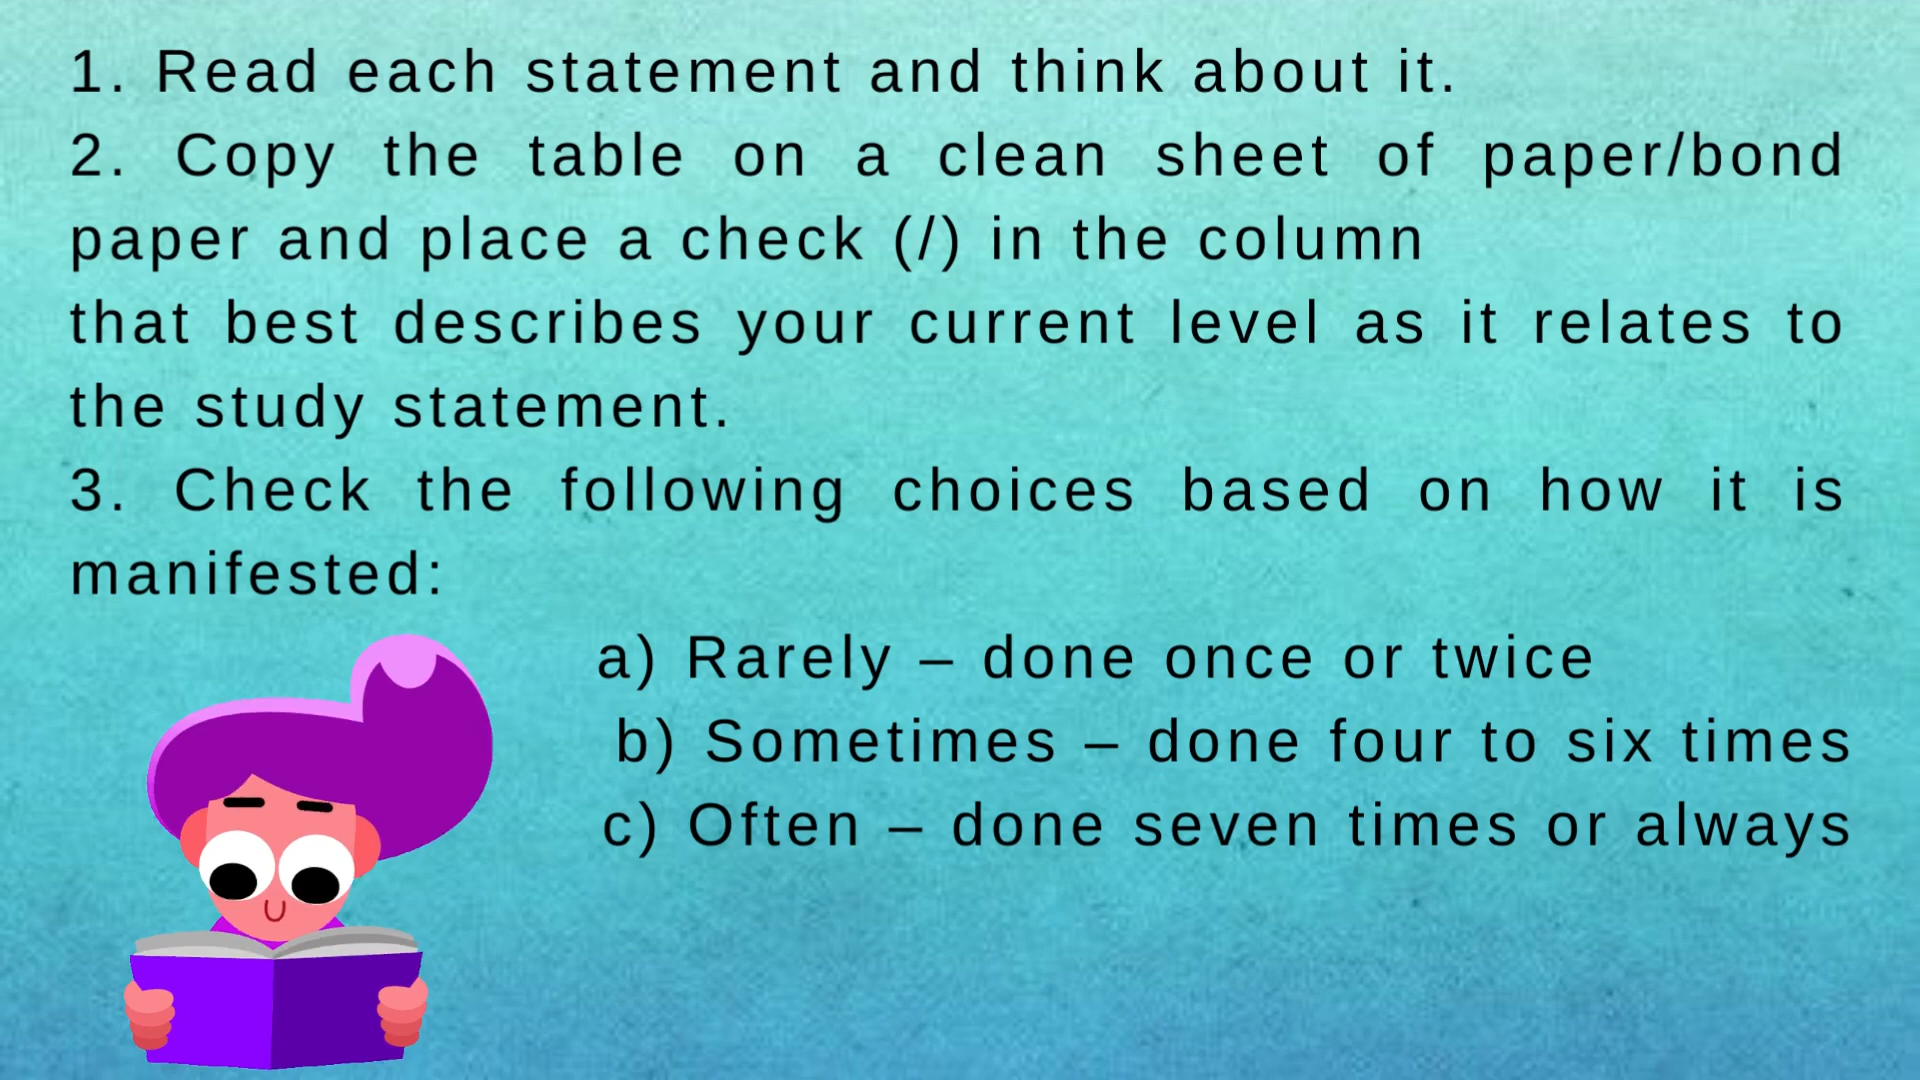 1. Read each statement and think about it.
2. Copy the table on a clean sheet of paper/bond
paper and place a check (/) in the column
that best describes your current level as it relates to
the study statement.
3. Check the following choices based on how it is
manifested:
a) Rarely – done once or twice
b) Sometimes – done four to six times
c) Often – done seven times or always